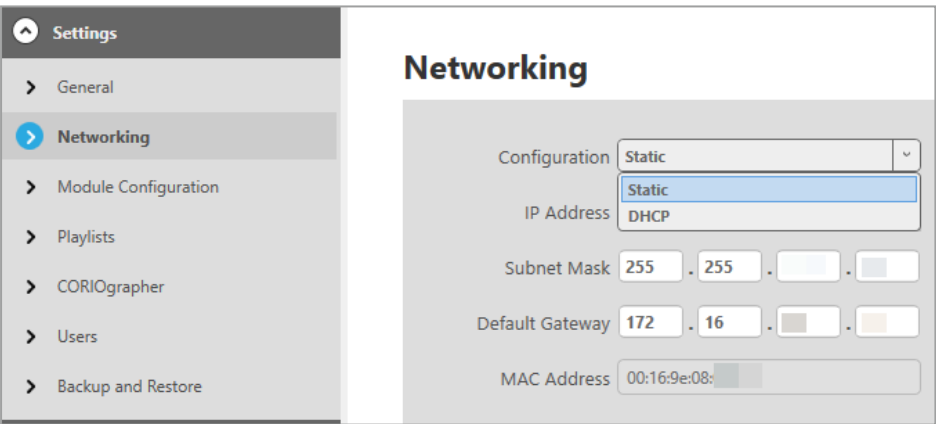 Settings
General
Networking
Module Configuration
Playlists
CORIOgrapher
Users
Backup and Restore
Networking
Configuration Static
Static
IP Address DHCP
Subnet Mask 255 . 255 . .
Default Gateway 172 . 16 . .
MAC Address 00:16:9e:08: